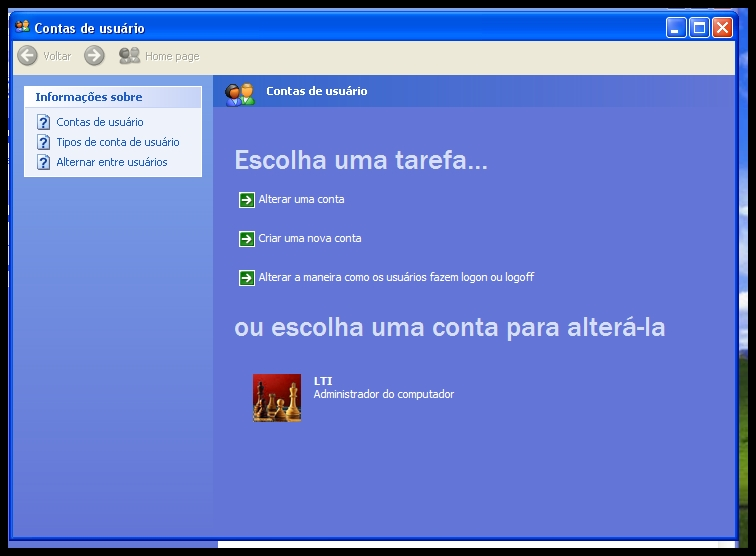 Contas de usuário
Voltar
Home page
Informações sobre
Contas de usuário
Tipos de conta de usuário
Alternar entre usuários
Contas de usuário
Escolha uma tarefa...
Alterar uma conta
Criar uma nova conta
Alterar a maneira como os usuários fazem logon ou logoff
ou escolha uma conta para alterá-la
LTI
Administrador do computador